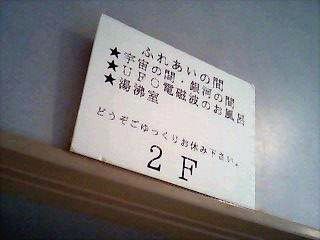 ふれあいの間
★宇宙の間・銀河の間
★UFO電磁波のお風呂
★湯沸室
どうぞごゆっくりお休み下さい。
2F